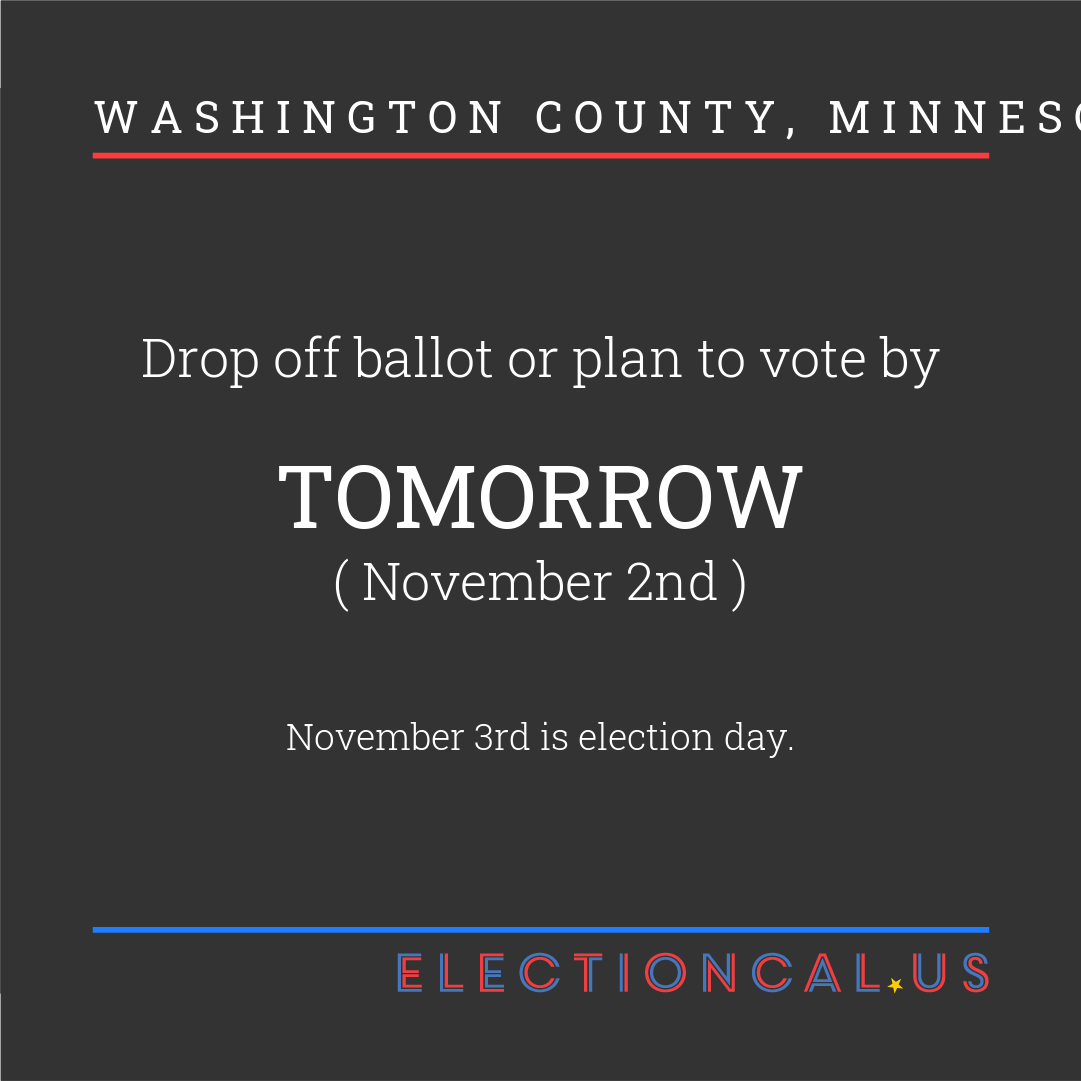 WASHINGTON COUNTY, MINNESO
Drop off ballot or plan to vote by
TOMORROW
( November 2nd )
November 3rd is election day.
ELECTIONCAL.US